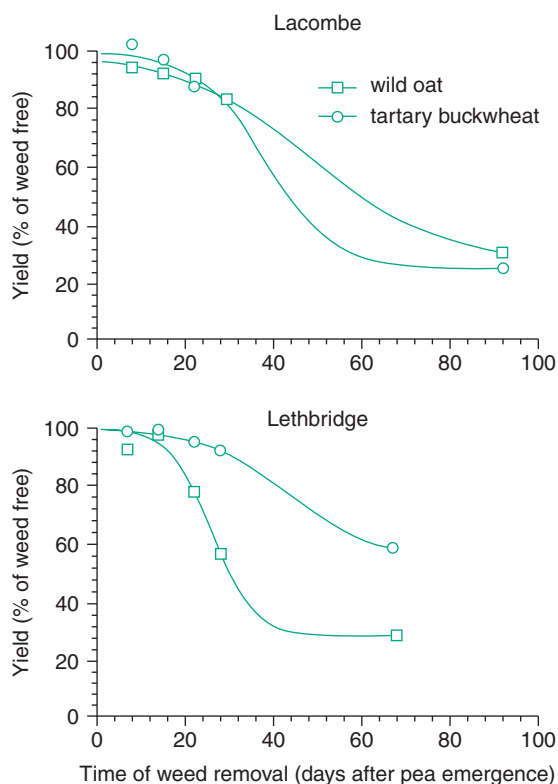 Lacombe
Yield (% of weed free)
100
80
60
40
20
0
wild oat
tartary buckwheat
0 20 40 60 80 100
Lethbridge
Yield (% of weed free)
100
80
60
40
20
0
0 20 40 60 80 100
Time of weed removal (days after pea emergence)